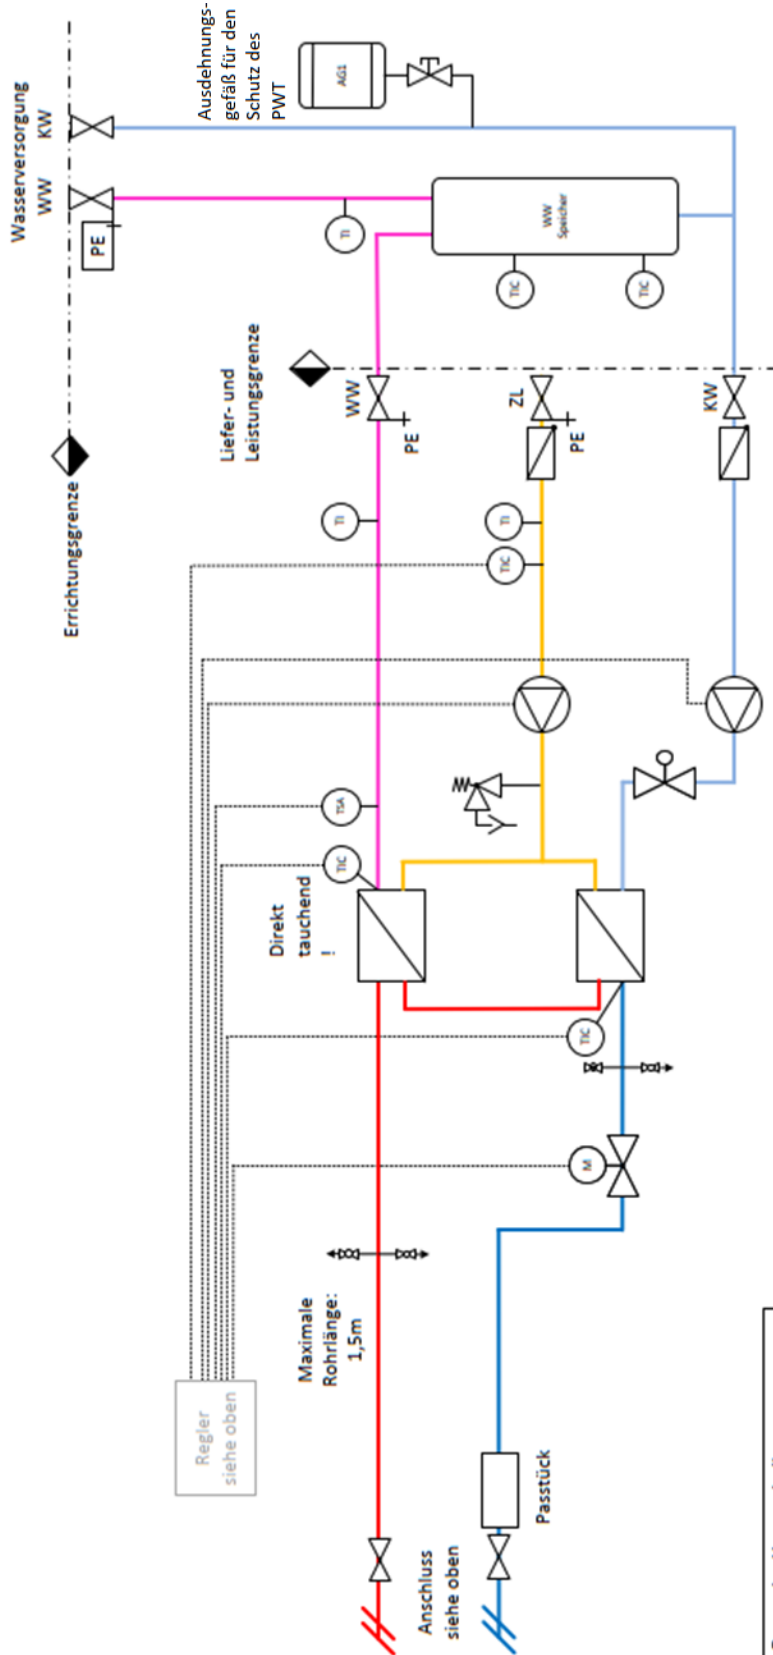 Wasserversorgung
WW
KW
PE
Errichtungsgrenze
Ausdehnungs-
gefäß für den
Schutz des
PWT
AG1
TI
WW
Speicher
TIC
TIC
Liefer- und
Leistungsgrenze
WW
PE
ZL
PE
KW
TI
TI
TIC
TSA
TIC
Direkt
tauchend
!
TIC
M
Maximale
Rohrlänge:
1,5m
Regler
siehe oben
Passtück
Anschluss
siehe oben